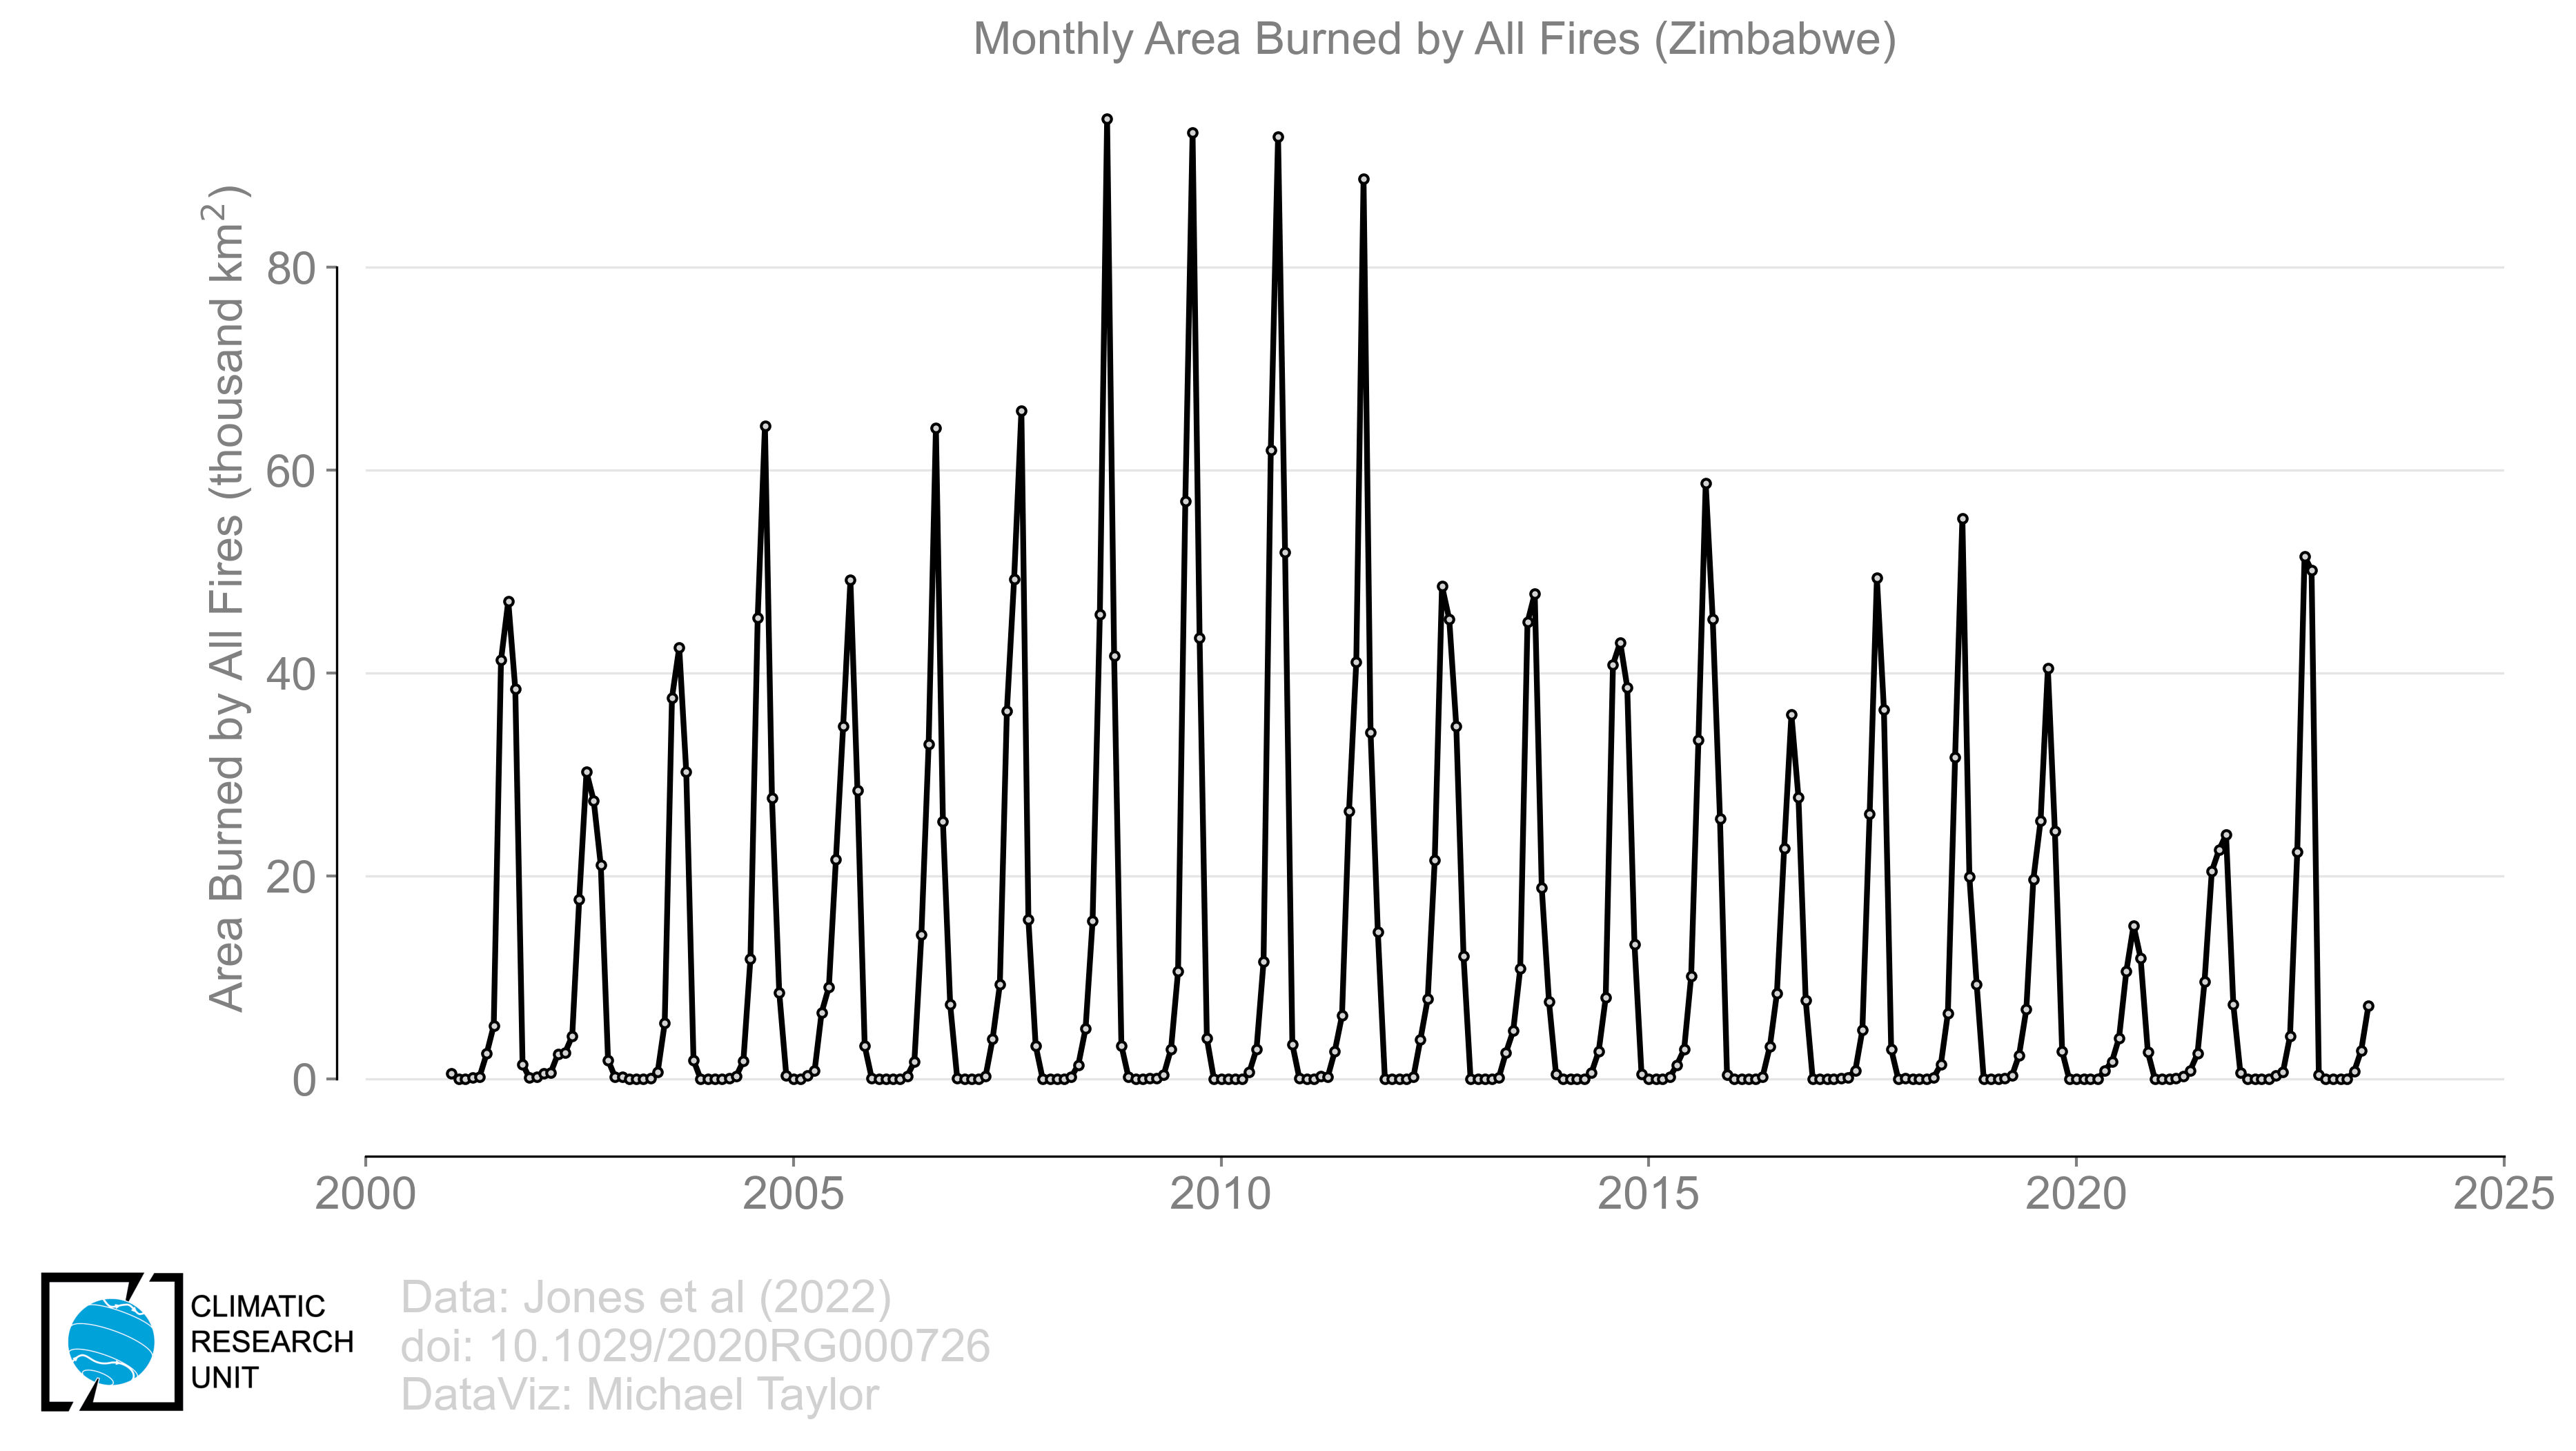 Monthly Area Burned by All Fires (Zimbabwe)
Area Burned by All Fires (thousand km²)
80
60
40
20
0
2000
2005
2010
2015
2020
2025
CLIMATIC
RESEARCH
UNIT
Data: Jones et al (2022)
doi: 10.1029/2020RG000726
DataViz: Michael Taylor